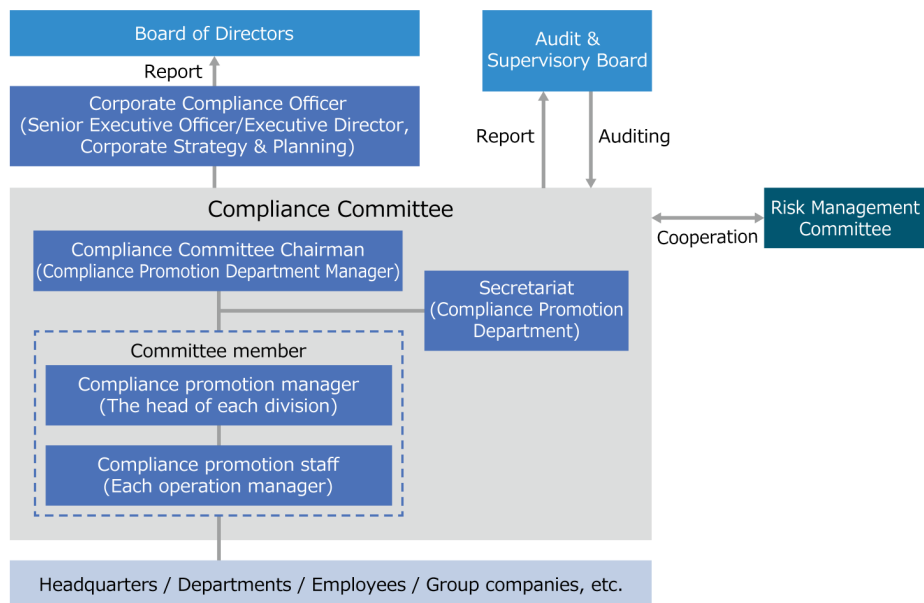 Board of Directors
Report
Corporate Compliance Officer
(Senior Executive Officer/Executive Director,
Corporate Strategy & Planning)
Audit &
Supervisory Board
Report
Auditing
Compliance Committee
Compliance Committee Chairman
(Compliance Promotion Department Manager)
Secretariat
(Compliance Promotion
Department)
Committee member
Compliance promotion manager
(The head of each division)
Compliance promotion staff
(Each operation manager)
Cooperation
Risk Management
Committee
Headquarters / Departments / Employees / Group companies, etc.